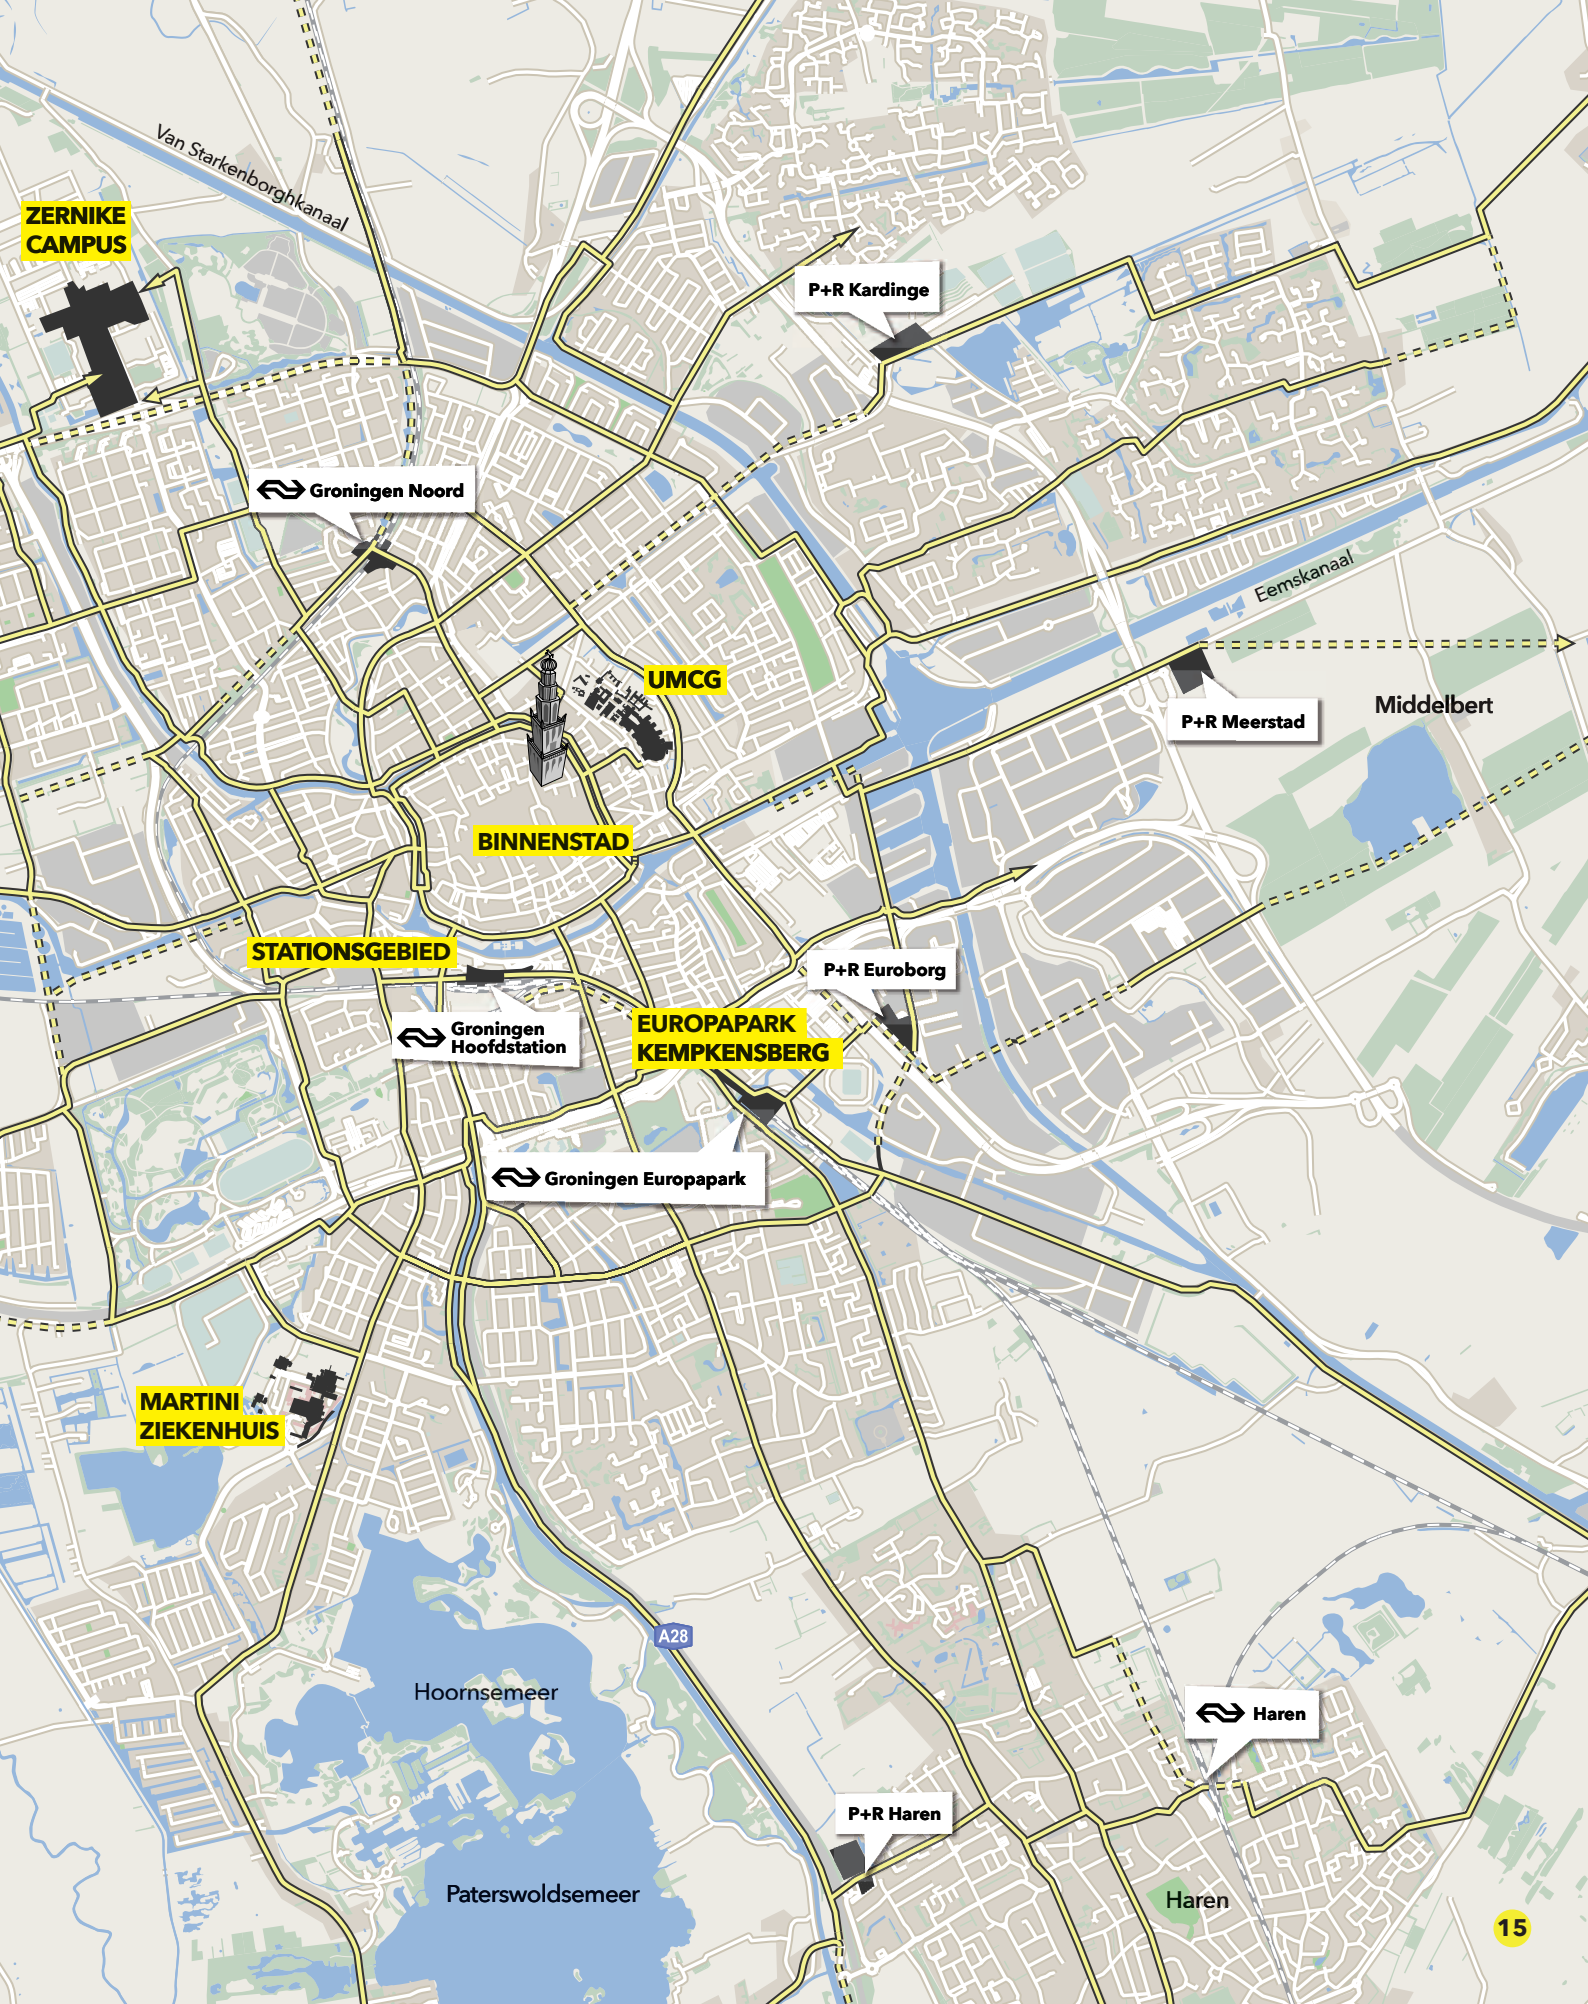 Van Starkenborghkanaal
ZERNIKE
CAMPUS
P+R Kardinge
Groningen Noord
Eemskanaal
UMCG
Middelbert
P+R Meerstad
BINNENSTAD
STATIONSGEBIED
P+R Euroborg
Groningen
Hoofdstation
EUROPAPARK
KEMPKENSBERG
Groningen Europapark
MARTINI
ZIEKENHUIS
A28
Hoornsemeer
Haren
P+R Haren
Paterswoldsemeer
Haren
15